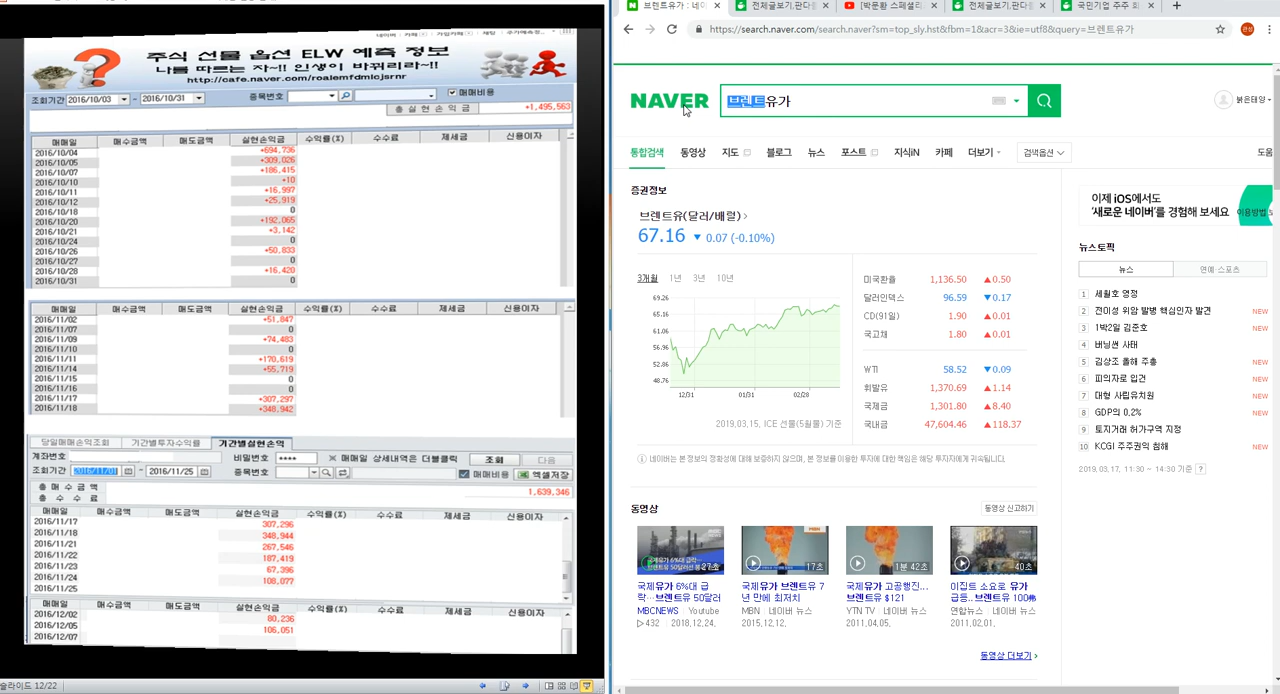 주식 선물 옵션 ELW 예측 정보
나를 따르는 자~!! 인생이 바뀌리라~!!
http://cafe.naver.com/roalemfdmlcjsrnr
조회기간 2016/10/03 - 2016/10/31 종목번호 매매비용
총실현손익금 +1,495,563
매매일 매수금액 매도금액 실현손익금 수익률(%) 수수료 제세금 신용이자
2016/10/04 +694,736
2016/10/05 +309,026
2016/10/07 +186,415
2016/10/10 +10
2016/10/11 +16,997
2016/10/12 +25,919
2016/10/18 0
2016/10/20 +192,065
2016/10/21 +3,142
2016/10/24 0
2016/10/26 +50,833
2016/10/27 0
2016/10/28 +16,420
2016/10/31 0
매매일 매수금액 매도금액 실현손익금 수익률(%) 수수료 제세금 신용이자
2016/11/02 +51,847
2016/11/07 0
2016/11/09 +74,483
2016/11/10 0
2016/11/11 +170,619
2016/11/14 +55,719
2016/11/15 0
2016/11/16 0
2016/11/17 +307,297
2016/11/18 +348,942
당일매매손익조회 기간별투자수익률 기간별실현손익
계좌번호 비밀번호 **** ※ 매매일 상세내역은 더블클릭 조회 다음
조회기간 2016/11/01 - 2016/11/25 종목번호 매매비용 엑셀저장
총매수금액
총수수료 1,639,346
매매일 매수금액 매도금액 실현손익금 수익률(%) 수수료 제세금 신용이자
2016/11/17 307,296
2016/11/18 348,944
2016/11/21 267,546
2016/11/22 187,419
2016/11/23 67,396
2016/11/24 108,077
2016/11/25
매매일 매수금액 매도금액 실현손익금 수익률(%) 수수료 제세금 신용이자
2016/12/02 80,236
2016/12/05 106,051
2016/12/07
슬라이드 12/22
브렌트유가 : 네이 전체글보기,판다들 [박문환 스페셜리 전체글보기,판다들 국민기업 주주 회
https://search.naver.com/search.naver?sm=top_sly.hst&fbm=1&acr=3&ie=utf8&query=브렌트유가
NAVER 브렌트유가 붉은태양
통합검색 동영상 지도 블로그 뉴스 포스트 지식iN 카페 더보기 검색옵션 도움
증권정보
브렌트유(달러/배럴)
67.16 ▼ 0.07 (-0.10%)
3개월 1년 3년 10년
69.26
65.16
61.06
56.96
52.86
48.76
12/31 01/31 02/28
2019,03,15, ICE 선물(5월물) 기준
미국환율 1,136.50 ▲0.50
달러인덱스 96.59 ▼0.17
CD(91일) 1.90 ▲0.01
국고채 1.80 ▲0.01
WTI 58.52 ▼0.09
휘발유 1,370.69 ▲1.14
국제금 1,301.80 ▲8.40
국내금 47,604.46 ▲118.37
네이버는 본 정보의 정확성에 대해 보증하지 않으며, 본 정보를 이용한 투자에 대한 책임은 해당 투자자에게 귀속됩니다.
동영상 동영상 신고하기
27초 17초 1분 42초 40초
국제유가 6%대 급락…브렌트유 50달러
MBCNEWS Youtube
▷432 2018,12,24,
국제유가 브렌트유 7년 만에 최저치
MBN 네이버 뉴스
2015,12,12,
국제유가 고공행진… 브렌트유 $121
YTN TV 네이버 뉴스
2011,04,05,
이집트 소요로 유가 급등..브렌트유 100
연합뉴스 네이버 뉴스
2011,02,01,
동영상 더보기
이제 iOS에서도
'새로운 네이버'를 경험해 보세요
이용방법
뉴스토픽
뉴스 연예·스포츠
1 세월호 영정
2 전이성 위암 발병 핵심인자 발견 NEW
3 1박2일 김준호 NEW
4 버닝썬 사태
5 김상조 올해 주총 NEW
6 피의자로 입건 NEW
7 대형 사립유치원 NEW
8 GDP의 0.2% NEW
9 토지거래 허가구역 지정
10 KCGI 주주권익 침해 NEW
2019,03,17, 11:30 ~ 14:30 기준 ?